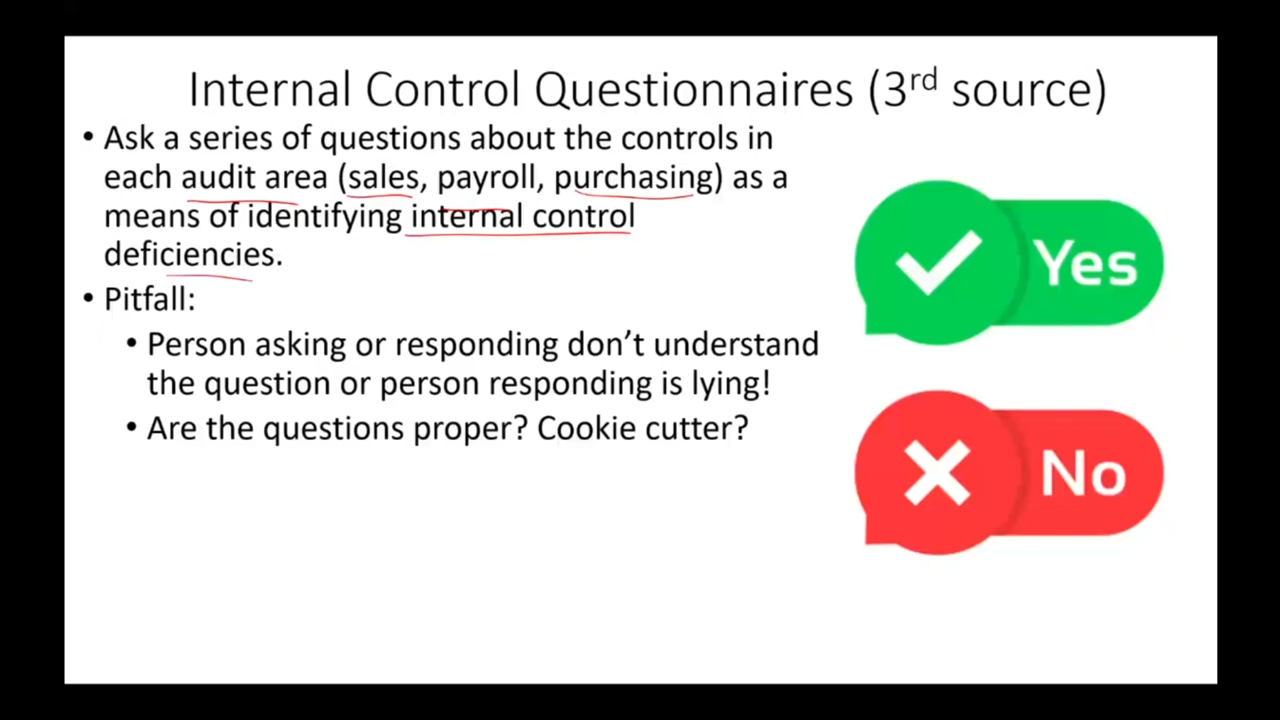 Internal Control Questionnaires (3rd source)
• Ask a series of questions about the controls in
each audit area (sales, payroll, purchasing) as a
means of identifying internal control
deficiencies.
• Pitfall:
• Person asking or responding don’t understand
the question or person responding is lying!
• Are the questions proper? Cookie cutter?
Yes
No